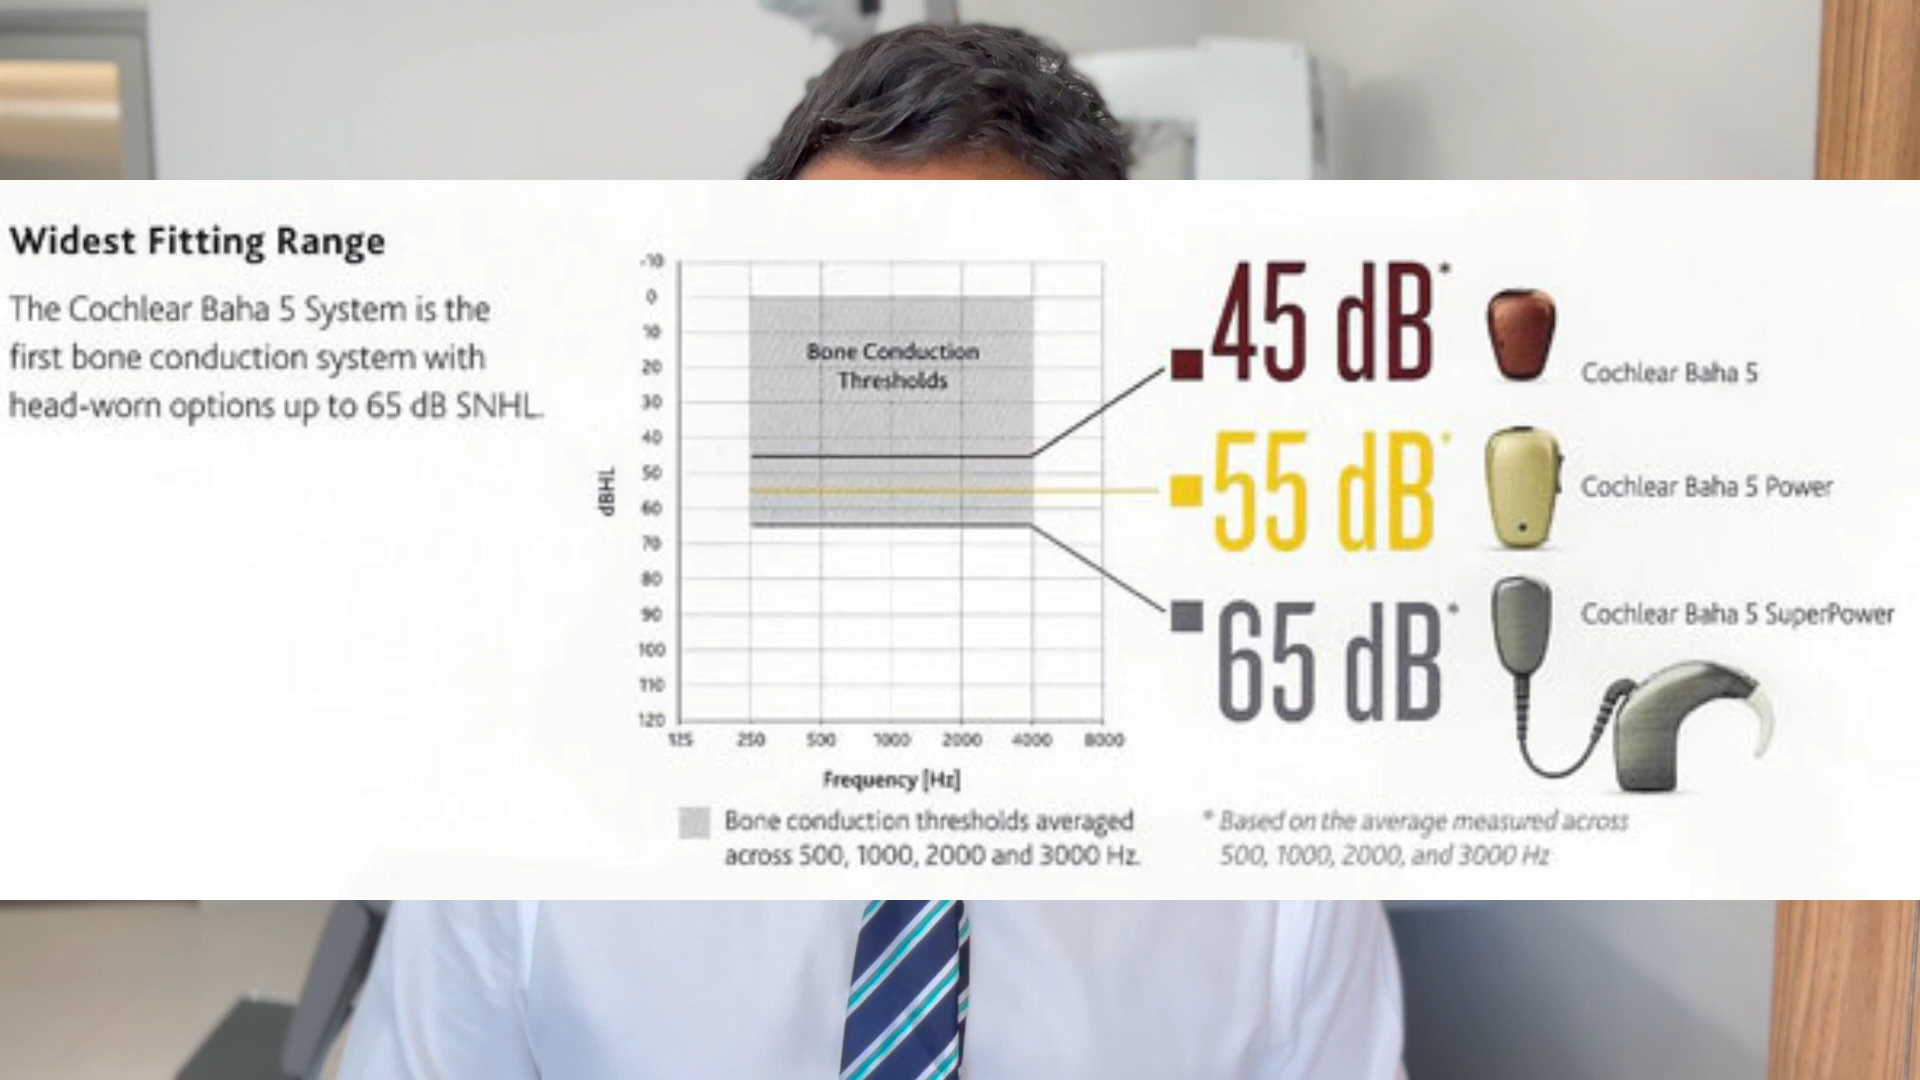 Widest Fitting Range
The Cochlear Baha 5 System is the
first bone conduction system with
head-worn options up to 65 dB SNHL.
-10
0
10
20
30
40
50
60
70
80
90
100
110
120
dBHL
Bone Conduction
Thresholds
125 250 500 1000 2000 4000 8000
Frequency [Hz]
Bone conduction thresholds averaged
across 500, 1000, 2000 and 3000 Hz.
45 dB*
Cochlear Baha 5
55 dB*
Cochlear Baha 5 Power
65 dB*
Cochlear Baha 5 SuperPower
* Based on the average measured across
500, 1000, 2000, and 3000 Hz